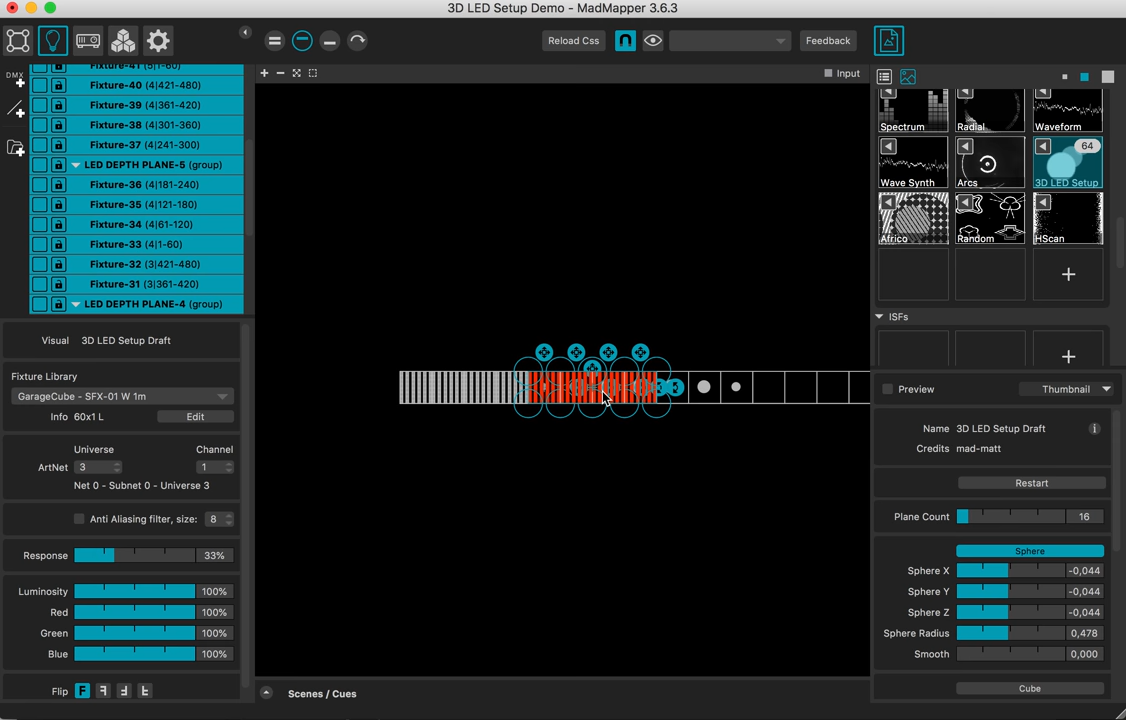 3D LED Setup Demo - MadMapper 3.6.3
Reload Css
Feedback
DMX
Input
Fixture-41 (5|1-60)
Fixture-40 (4|421-480)
Fixture-39 (4|361-420)
Fixture-38 (4|301-360)
Fixture-37 (4|241-300)
LED DEPTH PLANE-5 (group)
Fixture-36 (4|181-240)
Fixture-35 (4|121-180)
Fixture-34 (4|61-120)
Fixture-33 (4|1-60)
Fixture-32 (3|421-480)
Fixture-31 (3|361-420)
LED DEPTH PLANE-4 (group)
Visual 3D LED Setup Draft
Fixture Library
GarageCube - SFX-01 W 1m
Info 60x1 L Edit
Universe Channel
ArtNet 3 1
Net 0 - Subnet 0 - Universe 3
Anti Aliasing filter, size: 8
Response 33%
Luminosity 100%
Red 100%
Green 100%
Blue 100%
Flip F
Scenes / Cues
Spectrum Radial Waveform
64
Wave Synth Arcs 3D LED Setup
Africo Random HScan
ISFs
Preview Thumbnail
Name 3D LED Setup Draft
Credits mad-matt
Restart
Plane Count 16
Sphere
Sphere X -0,044
Sphere Y -0,044
Sphere Z -0,044
Sphere Radius 0,478
Smooth 0,000
Cube